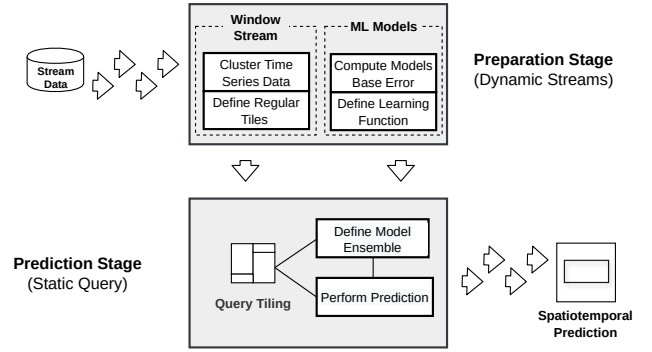 Window
Stream
ML Models
Stream
Data
Cluster Time
Series Data
Define Regular
Tiles
Compute Models
Base Error
Define Learning
Function
Preparation Stage
(Dynamic Streams)
Prediction Stage
(Static Query)
Query Tiling
Define Model
Ensemble
Perform Prediction
Spatiotemporal
Prediction